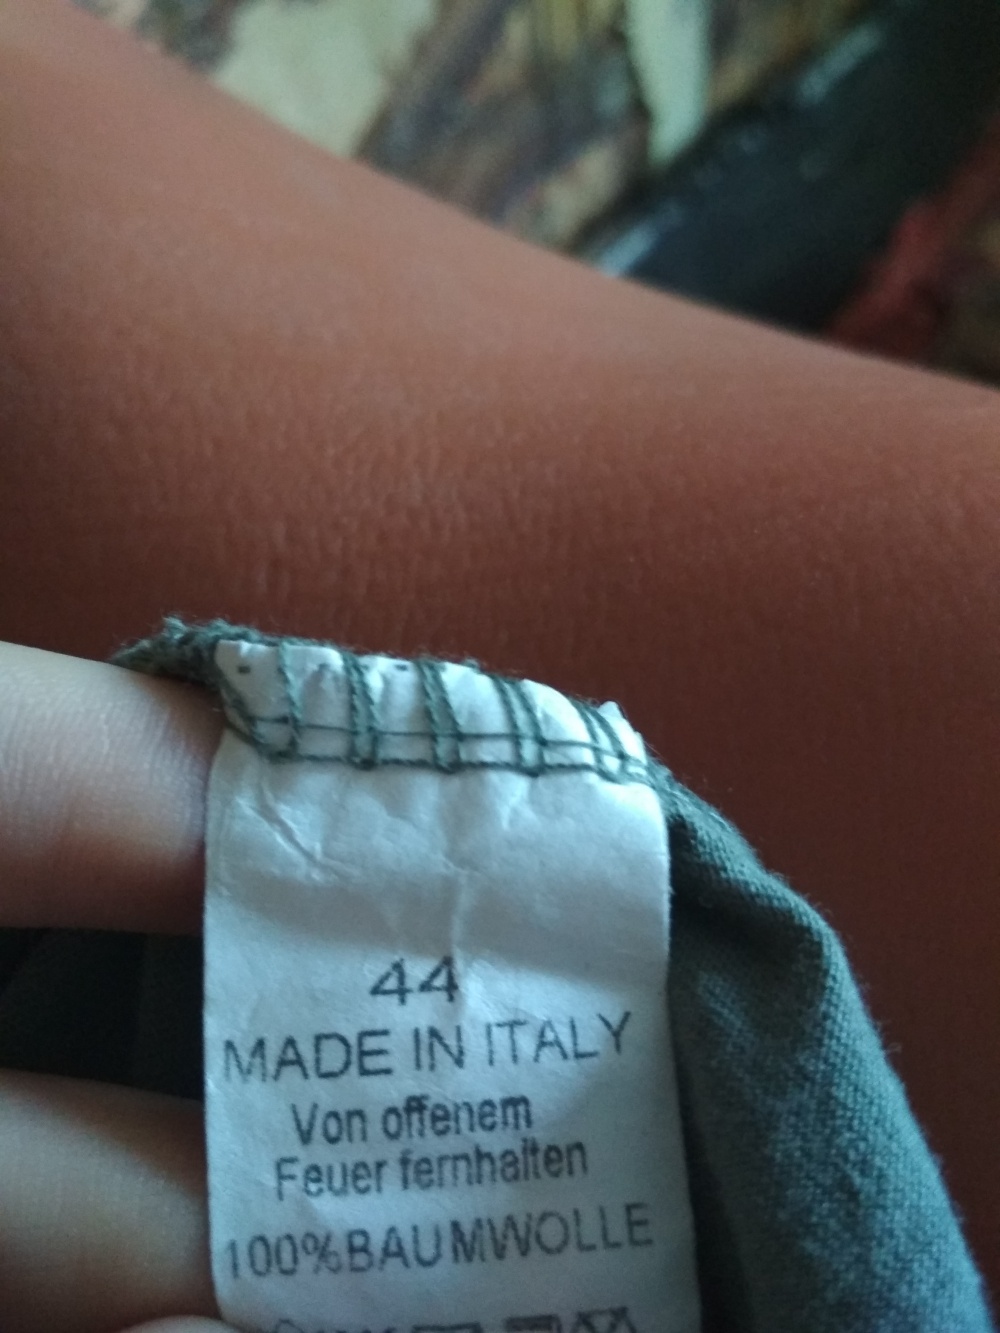 44
MADE IN ITALY
Von offenem
Feuer fernhalten
100%BAUMWOLLE